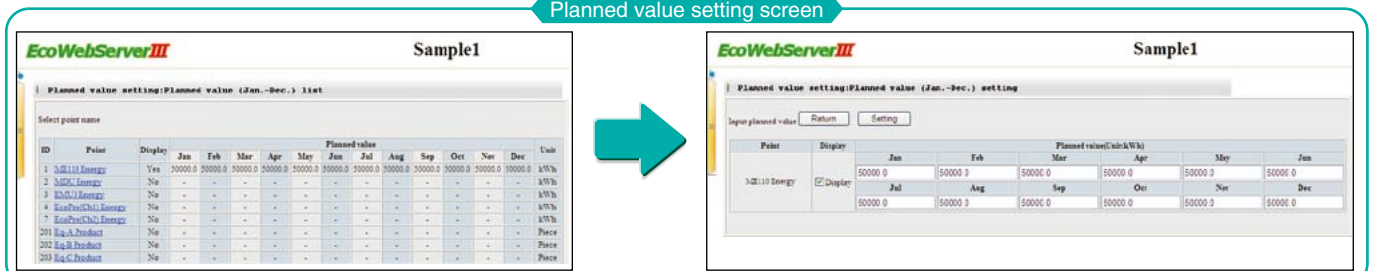 Planned value setting screen
EcoWebServerIII
Sample1
Planned value setting:Planned value (Jan.-Dec.) list
Select point name
ID Point Display Planned value Unit
Jan Feb Mar Apr May Jun Jul Aug Sep Oct Nov Dec
1 ME110 Energy Yes 50000.0 50000.0 50000.0 50000.0 50000.0 50000.0 50000.0 50000.0 50000.0 50000.0 50000.0 50000.0 kWh
2 MDU Energy No - - - - - - - - - - - - kWh
3 EMU3 Energy No - - - - - - - - - - - - kWh
6 EcoPro(Ch1) Energy No - - - - - - - - - - - - kWh
7 EcoPro(Ch2) Energy No - - - - - - - - - - - - kWh
201 Eq-A Product No - - - - - - - - - - - - Piece
202 Eq-B Product No - - - - - - - - - - - - Piece
203 Eq-C Product No - - - - - - - - - - - - Piece
EcoWebServerIII
Sample1
Planned value setting:Planned value (Jan.-Dec.) setting
Input planned value Return Setting
Point Display Planned value(Unit:kWh)
Jan Feb Mar Apr May Jun
50000.0 50000.0 50000.0 50000.0 50000.0 50000.0
ME110 Energy Display
Jul Aug Sep Oct Nov Dec
50000.0 50000.0 50000.0 50000.0 50000.0 50000.0